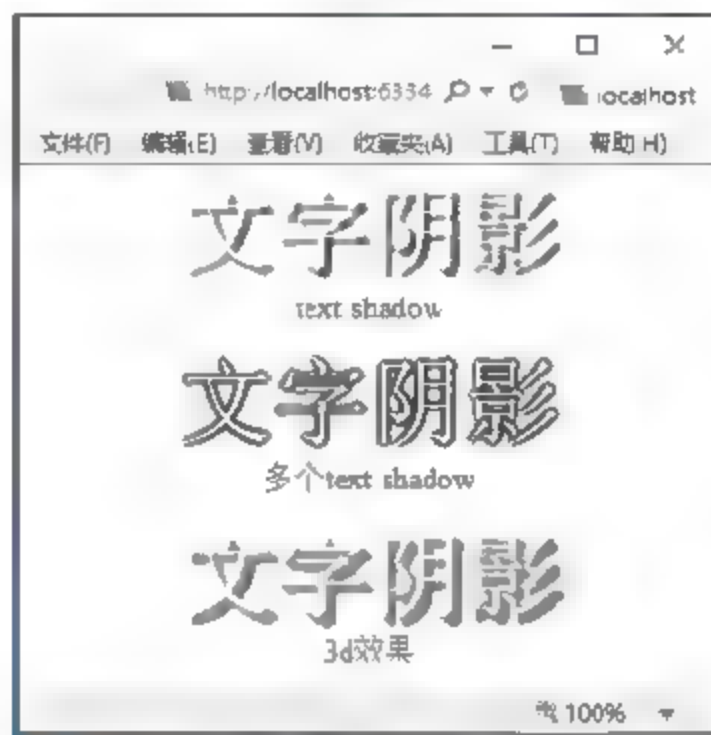 http://localhost:6334 localhost
文件(F) 编辑(E) 查看(V) 收藏夹(A) 工具(T) 帮助(H)
文字阴影
text shadow
文字阴影
多个text shadow
文字阴影
3d效果
100%